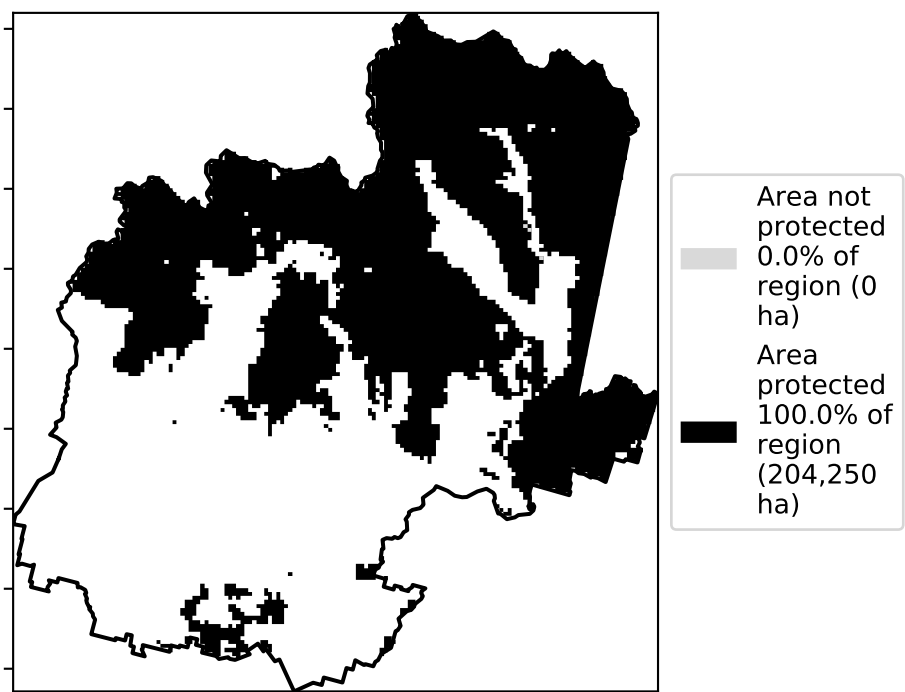 Area not
protected
0.0% of
region (0
ha)
Area
protected
100.0% of
region
(204,250
ha)